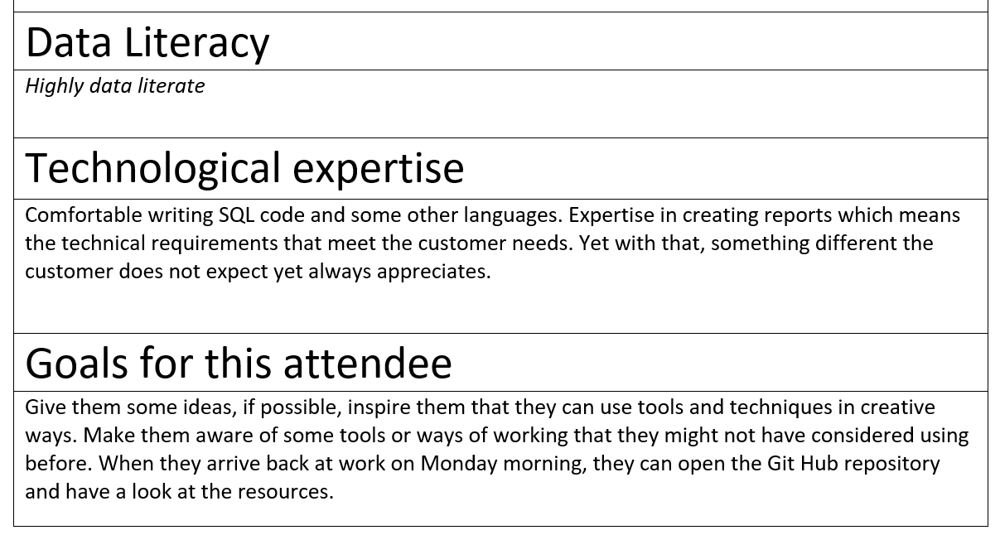 Data Literacy
Highly data literate
Technological expertise
Comfortable writing SQL code and some other languages. Expertise in creating reports which means
the technical requirements that meet the customer needs. Yet with that, something different the
customer does not expect yet always appreciates.
Goals for this attendee
Give them some ideas, if possible, inspire them that they can use tools and techniques in creative
ways. Make them aware of some tools or ways of working that they might not have considered using
before. When they arrive back at work on Monday morning, they can open the Git Hub repository
and have a look at the resources.